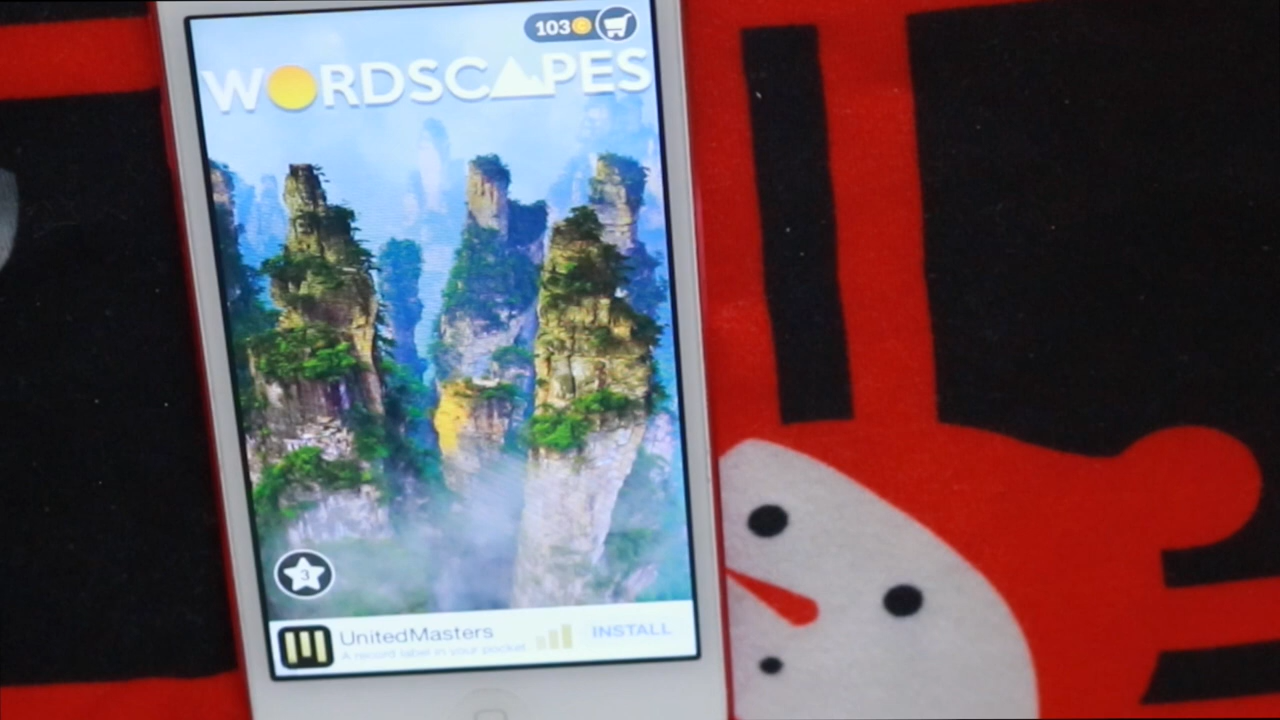 103
WORDSCAPES
3
UnitedMasters
INSTALL
A record label in your pocket